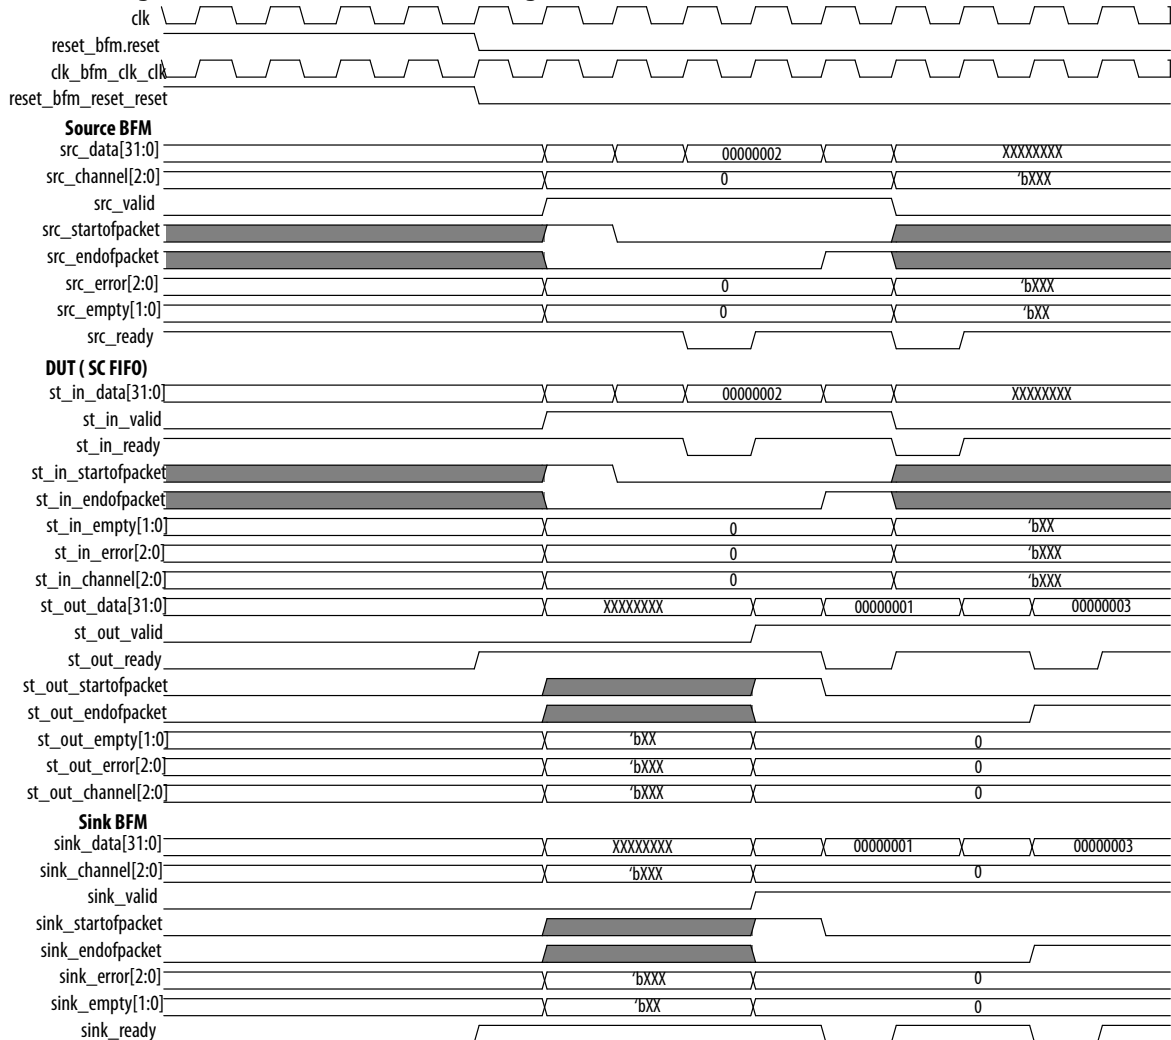 clk
reset_bfm.reset
clk_bfm_clk_clk
reset_bfm_reset_reset
Source BFM
src_data[31:0] 00000002 XXXXXXXX
src_channel[2:0] 0 'bXXX
src_valid
src_startofpacket
src_endofpacket
src_error[2:0] 0 'bXXX
src_empty[1:0] 0 'bXX
src_ready
DUT ( SC FIFO)
st_in_data[31:0] 00000002 XXXXXXXX
st_in_valid
st_in_ready
st_in_startofpacket
st_in_endofpacket
st_in_empty[1:0] 0 'bXX
st_in_error[2:0] 0 'bXXX
st_in_channel[2:0] 0 'bXXX
st_out_data[31:0] XXXXXXXX 00000001 00000003
st_out_valid
st_out_ready
st_out_startofpacket
st_out_endofpacket
st_out_empty[1:0] 'bXX 0
st_out_error[2:0] 'bXXX 0
st_out_channel[2:0] 'bXXX 0
Sink BFM
sink_data[31:0] XXXXXXXX 00000001 00000003
sink_channel[2:0] 'bXXX 0
sink_valid
sink_startofpacket
sink_endofpacket
sink_error[2:0] 'bXXX 0
sink_empty[1:0] 'bXX 0
sink_ready